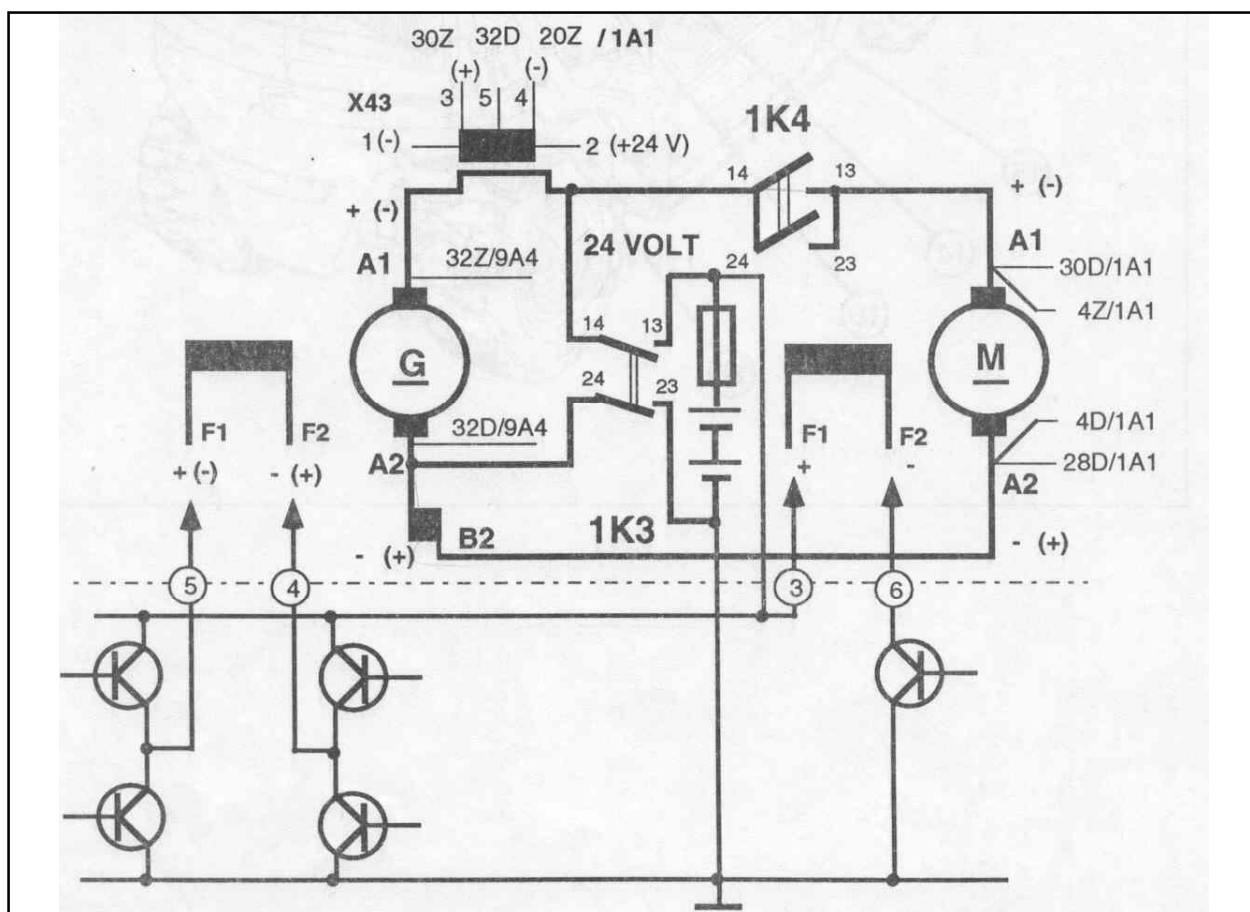 30Z 32D 20Z / 1A1
(+) (-)
X43 3 5 4
1(-) 2 (+24 V)
1K4
14 13
+ (-) + (-)
24 VOLT
A1 32Z/9A4 24 23 A1 30D/1A1
14 13 4Z/1A1
G M
24 23
F1 F2 32D/9A4 F1 F2 4D/1A1
+ (-) - (+) A2 + - 28D/1A1
A2
B2 1K3
- (+) - (+)
5 4 3 6